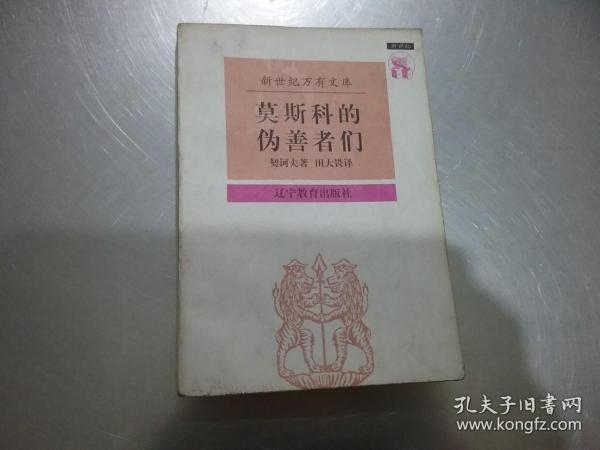 新世纪万有文库
莫斯科的
伪善者们
契诃夫著 田大畏译
辽宁教育出版社
孔夫子旧书网
www.kongfz.com